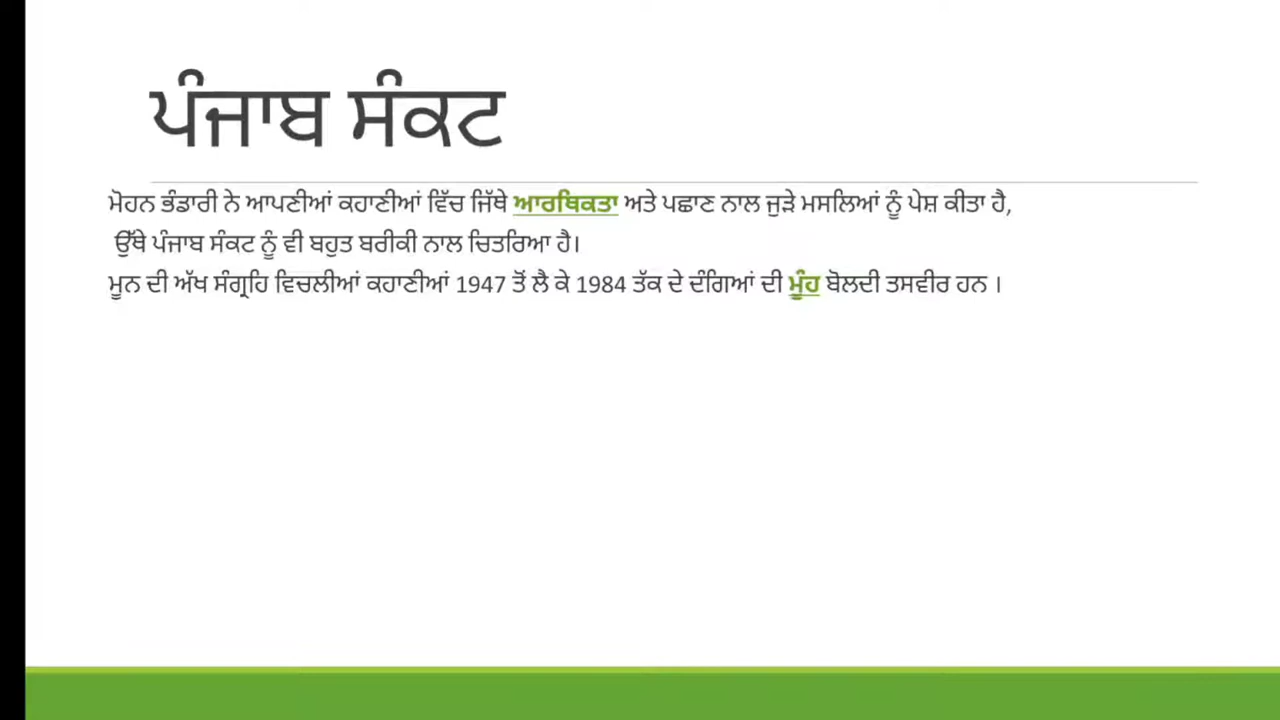 ਪੰਜਾਬ ਸੰਕਟ
ਮੋਹਨ ਭੰਡਾਰੀ ਨੇ ਆਪਣੀਆਂ ਕਹਾਣੀਆਂ ਵਿੱਚ ਜਿੱਥੇ ਆਰਥਿਕਤਾ ਅਤੇ ਪਛਾਣ ਨਾਲ ਜੁੜੇ ਮਸਲਿਆਂ ਨੂੰ ਪੇਸ਼ ਕੀਤਾ ਹੈ,
ਉੱਥੇ ਪੰਜਾਬ ਸੰਕਟ ਨੂੰ ਵੀ ਬਹੁਤ ਬਰੀਕੀ ਨਾਲ ਚਿਤਰਿਆ ਹੈ।
ਮੂਨ ਦੀ ਅੱਖ ਸੰਗ੍ਰਹਿ ਵਿਚਲੀਆਂ ਕਹਾਣੀਆਂ 1947 ਤੋਂ ਲੈ ਕੇ 1984 ਤੱਕ ਦੇ ਦੰਗਿਆਂ ਦੀ ਮੂੰਹ ਬੋਲਦੀ ਤਸਵੀਰ ਹਨ ।